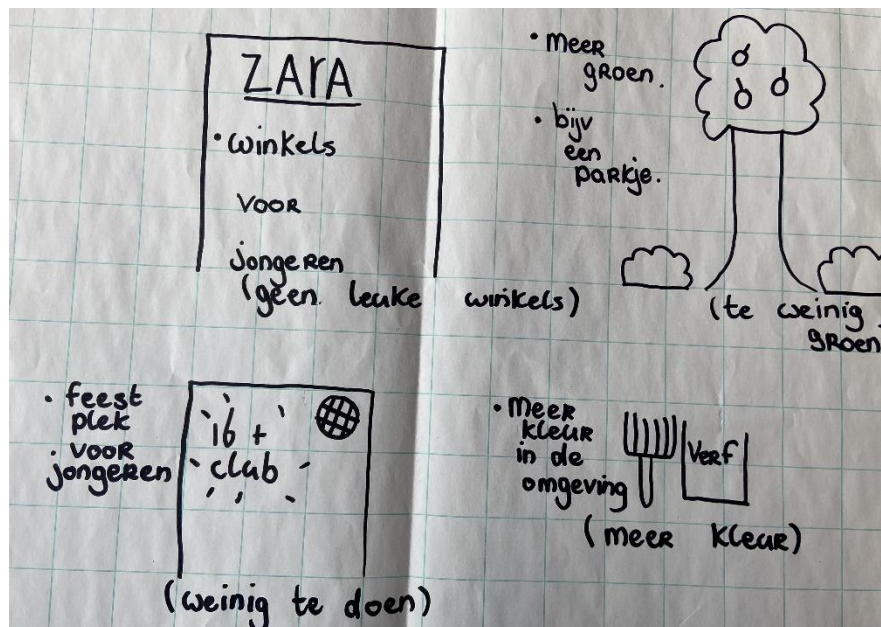 ZARA
• winkels
voor
jongeren
(geen leuke winkels)
• meer
groen.
• bijv
een
parkje.
(te weinig
groen
• feest
plek
voor
jongeren
16+
club
(weinig te doen)
• meer
kleur
in de
omgeving
Verf
(meer kleur)